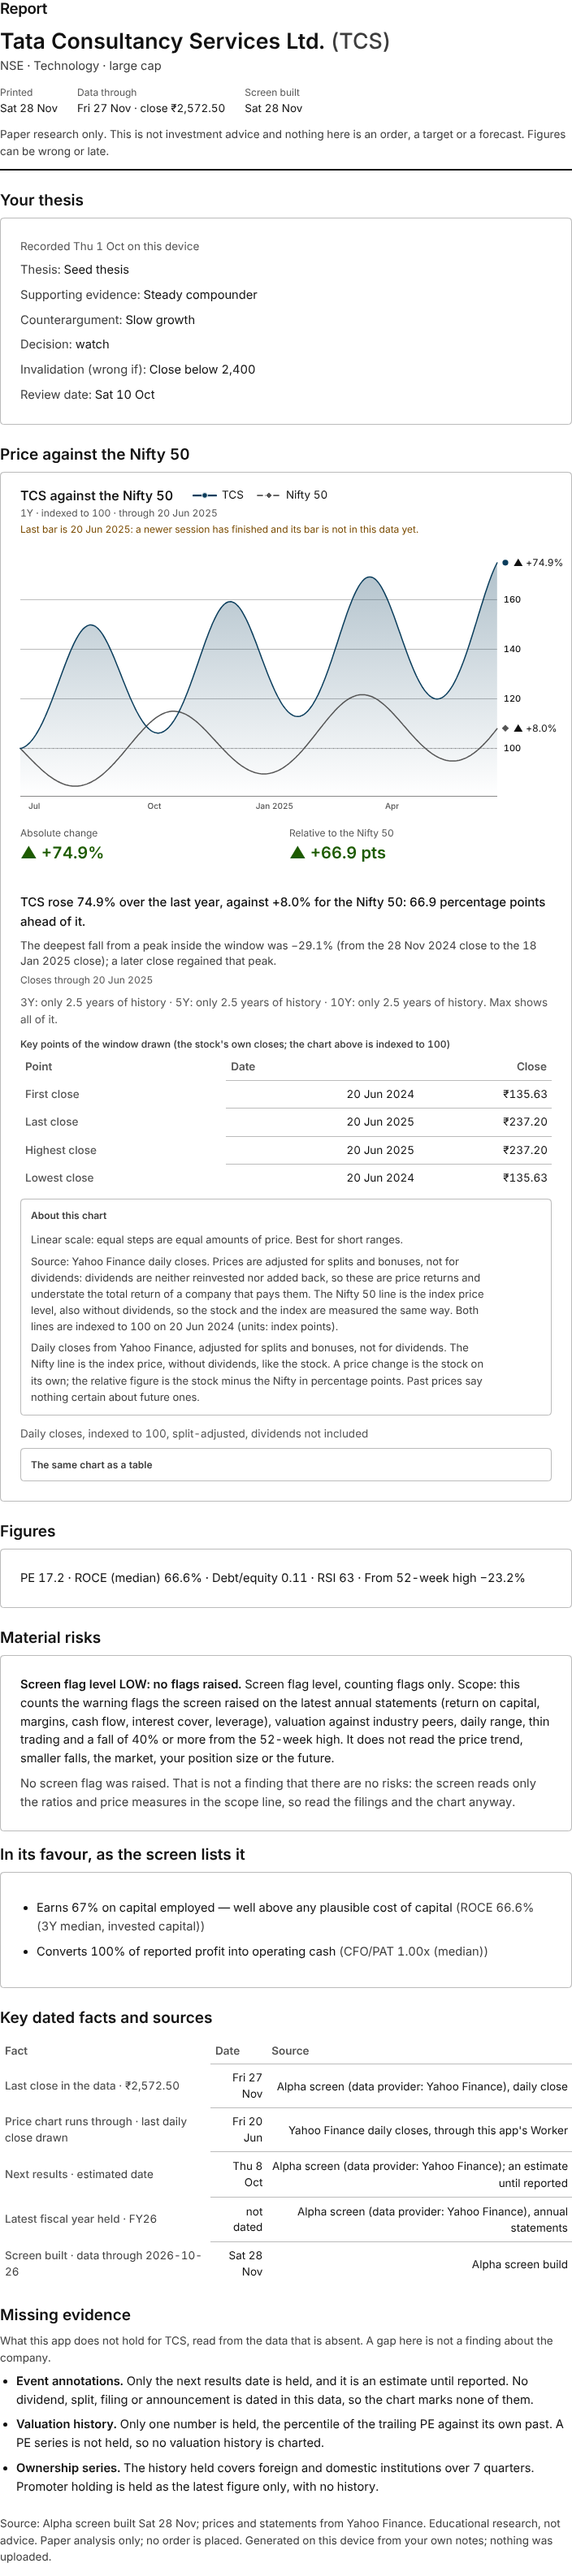 Report
Tata Consultancy Services Ltd. (TCS)
NSE · Technology · large cap
Printed
Data through
Screen built
Sat 28 Nov
Fri 27 Nov · close ₹2,572.50
Sat 28 Nov
Paper research only. This is not investment advice and nothing here is an order, a target or a forecast. Figures
can be wrong or late.
Your thesis
Recorded Thu 1 Oct on this device
Thesis: Seed thesis
Supporting evidence: Steady compounder
Counterargument: Slow growth
Decision: watch
Invalidation (wrong if): Close below 2,400
Review date: Sat 10 Oct
Price against the Nifty 50
TCS against the Nifty 50
TCS
Nifty 50
1Y · indexed to 100 · through 20 Jun 2025
Last bar is 20 Jun 2025: a newer session has finished and its bar is not in this data yet.
▲ +74.9%
160
140
120
▲ +8.0%
100
Jul
Oct
Jan 2025
Apr
Absolute change
Relative to the Nifty 50
▲ +74.9%
▲ +66.9 pts
TCS rose 74.9% over the last year, against +8.0% for the Nifty 50: 66.9 percentage points
ahead of it.
The deepest fall from a peak inside the window was −29.1% (from the 28 Nov 2024 close to the 18
Jan 2025 close); a later close regained that peak.
Closes through 20 Jun 2025
3Y: only 2.5 years of history · 5Y: only 2.5 years of history · 10Y: only 2.5 years of history. Max shows
all of it.
Key points of the window drawn (the stock's own closes; the chart above is indexed to 100)
Point Date Close
First close 20 Jun 2024 ₹135.63
Last close 20 Jun 2025 ₹237.20
Highest close 20 Jun 2025 ₹237.20
Lowest close 20 Jun 2024 ₹135.63
About this chart
Linear scale: equal steps are equal amounts of price. Best for short ranges.
Source: Yahoo Finance daily closes. Prices are adjusted for splits and bonuses, not for
dividends: dividends are neither reinvested nor added back, so these are price returns and
understate the total return of a company that pays them. The Nifty 50 line is the index price
level, also without dividends, so the stock and the index are measured the same way. Both
lines are indexed to 100 on 20 Jun 2024 (units: index points).
Daily closes from Yahoo Finance, adjusted for splits and bonuses, not for dividends. The
Nifty line is the index price, without dividends, like the stock. A price change is the stock on
its own; the relative figure is the stock minus the Nifty in percentage points. Past prices say
nothing certain about future ones.
Daily closes, indexed to 100, split-adjusted, dividends not included
The same chart as a table
Figures
PE 17.2 · ROCE (median) 66.6% · Debt/equity 0.11 · RSI 63 · From 52-week high −23.2%
Material risks
Screen flag level LOW: no flags raised. Screen flag level, counting flags only. Scope: this
counts the warning flags the screen raised on the latest annual statements (return on capital,
margins, cash flow, interest cover, leverage), valuation against industry peers, daily range, thin
trading and a fall of 40% or more from the 52-week high. It does not read the price trend,
smaller falls, the market, your position size or the future.
No screen flag was raised. That is not a finding that there are no risks: the screen reads only
the ratios and price measures in the scope line, so read the filings and the chart anyway.
In its favour, as the screen lists it
• Earns 67% on capital employed — well above any plausible cost of capital (ROCE 66.6%
(3Y median, invested capital))
• Converts 100% of reported profit into operating cash (CFO/PAT 1.00x (median))
Key dated facts and sources
Fact Date Source
Last close in the data · ₹2,572.50
Fri 27
Nov
Alpha screen (data provider: Yahoo Finance), daily close
Price chart runs through · last daily
close drawn
Fri 20
Jun
Yahoo Finance daily closes, through this app's Worker
Next results · estimated date
Thu 8
Oct
Alpha screen (data provider: Yahoo Finance); an estimate
until reported
Latest fiscal year held · FY26
not
dated
Alpha screen (data provider: Yahoo Finance), annual
statements
Screen built · data through 2026-10-
26
Sat 28
Nov
Alpha screen build
Missing evidence
What this app does not hold for TCS, read from the data that is absent. A gap here is not a finding about the
company.
• Event annotations. Only the next results date is held, and it is an estimate until reported. No
dividend, split, filing or announcement is dated in this data, so the chart marks none of them.
• Valuation history. Only one number is held, the percentile of the trailing PE against its own past. A
PE series is not held, so no valuation history is charted.
• Ownership series. The history held covers foreign and domestic institutions over 7 quarters.
Promoter holding is held as the latest figure only, with no history.
Source: Alpha screen built Sat 28 Nov; prices and statements from Yahoo Finance. Educational research, not
advice. Paper analysis only; no order is placed. Generated on this device from your own notes; nothing was
uploaded.